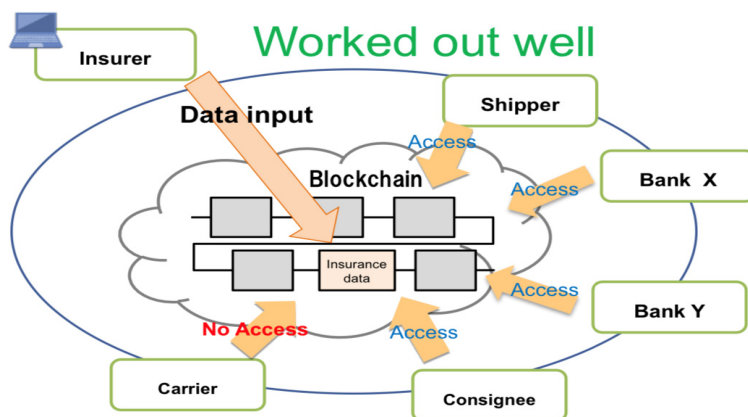 Worked out well
Insurer
Shipper
Data input
Access
Blockchain
Access
Bank X
Insurance
data
Access
Bank Y
No Access
Access
Carrier
Consignee